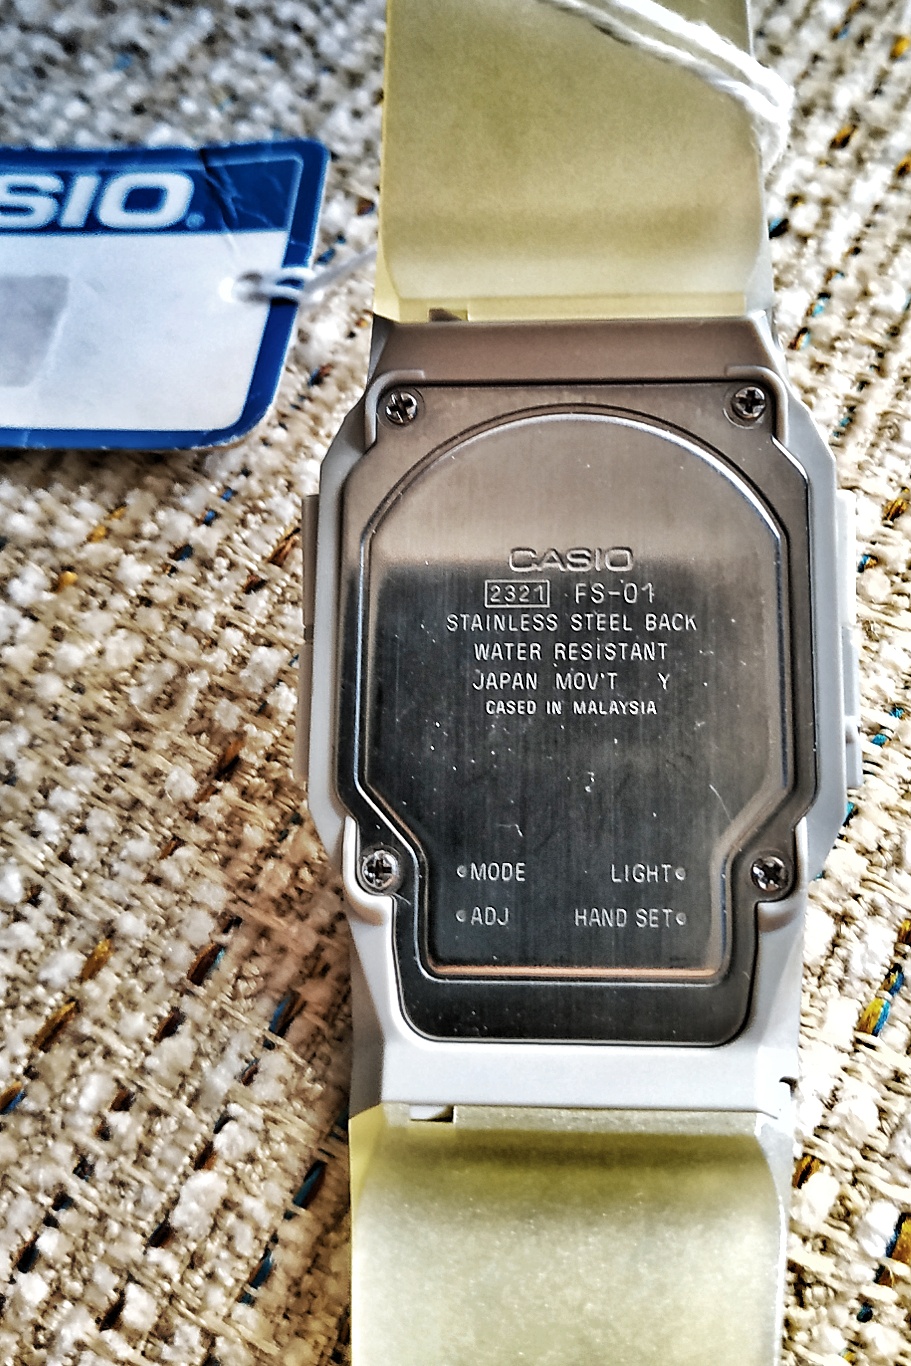 SIO
CASIO
2321 FS-01
STAINLESS STEEL BACK
WATER RESISTANT
JAPAN MOV'T Y
CASED IN MALAYSIA
MODE LIGHT
ADJ HAND SET